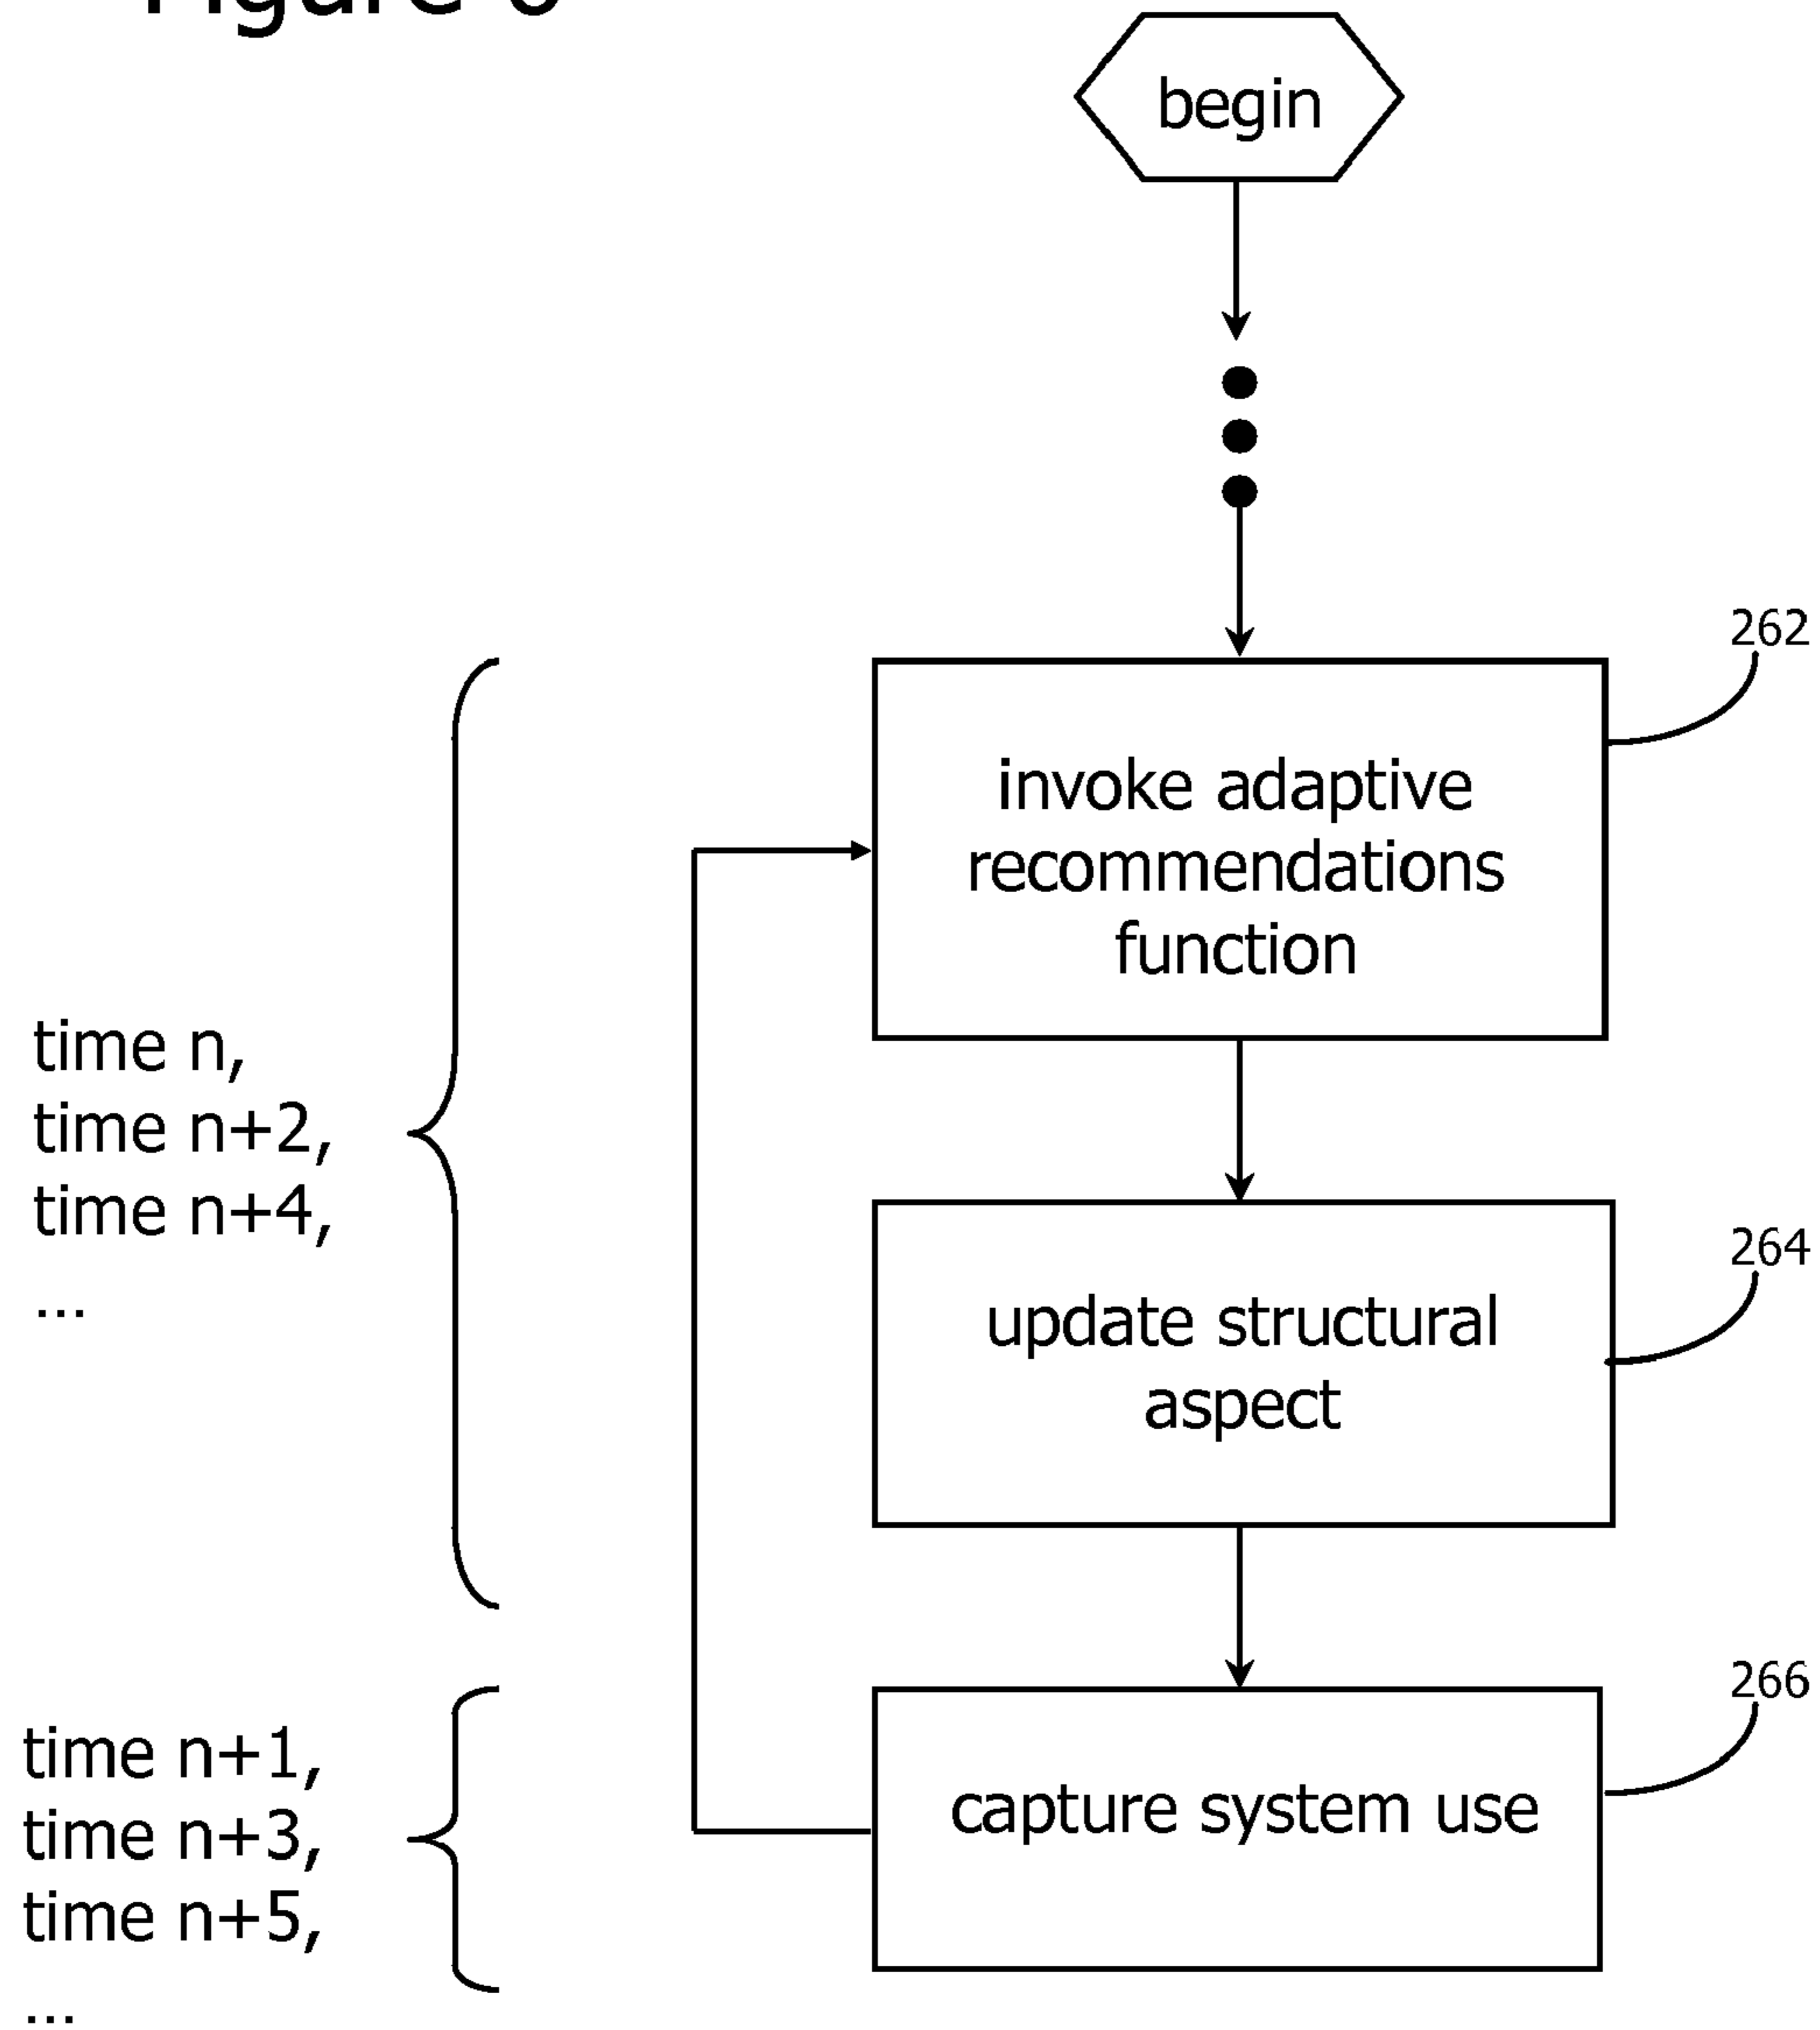 begin
262
invoke adaptive
recommendations
function
time n,
time n+2,
time n+4,
...
264
update structural
aspect
266
capture system use
time n+1,
time n+3,
time n+5,
...